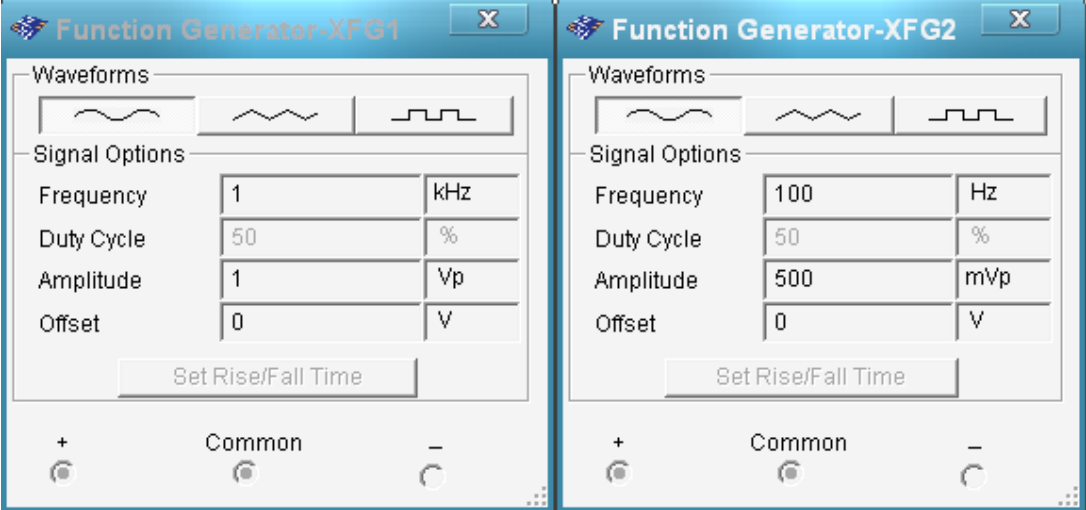 Function Generator-XFG1
X
Waveforms
Signal Options
Frequency
1
kHz
Duty Cycle
50
%
Amplitude
1
Vp
Offset
0
V
Set Rise/Fall Time
+
Common
–
Function Generator-XFG2
X
Waveforms
Signal Options
Frequency
100
Hz
Duty Cycle
50
%
Amplitude
500
mVp
Offset
0
V
Set Rise/Fall Time
+
Common
–